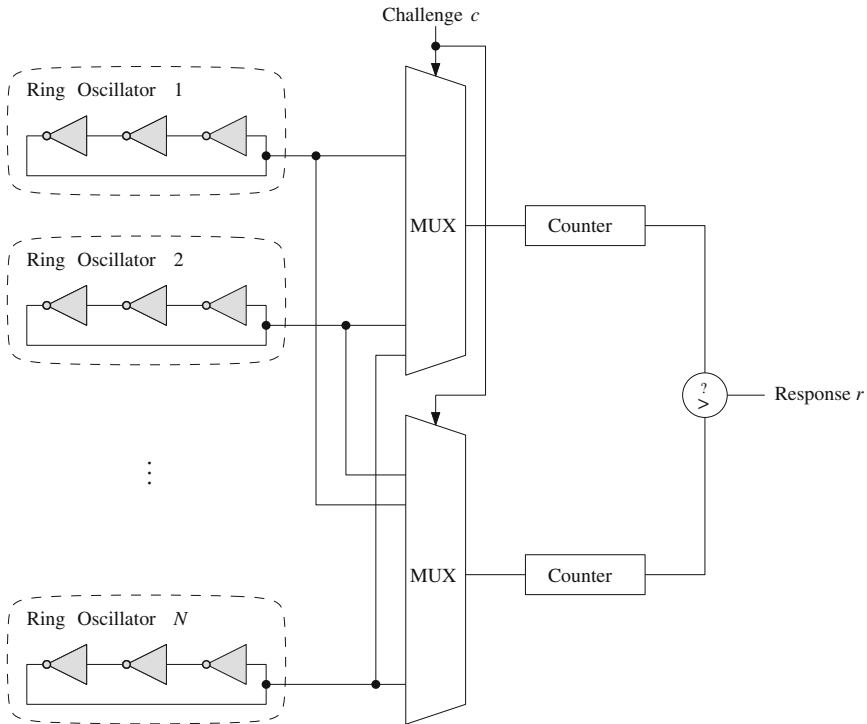 Challenge c
Ring Oscillator 1
MUX
Counter
Ring Oscillator 2
?
>
Response r
⋮
MUX
Counter
Ring Oscillator N